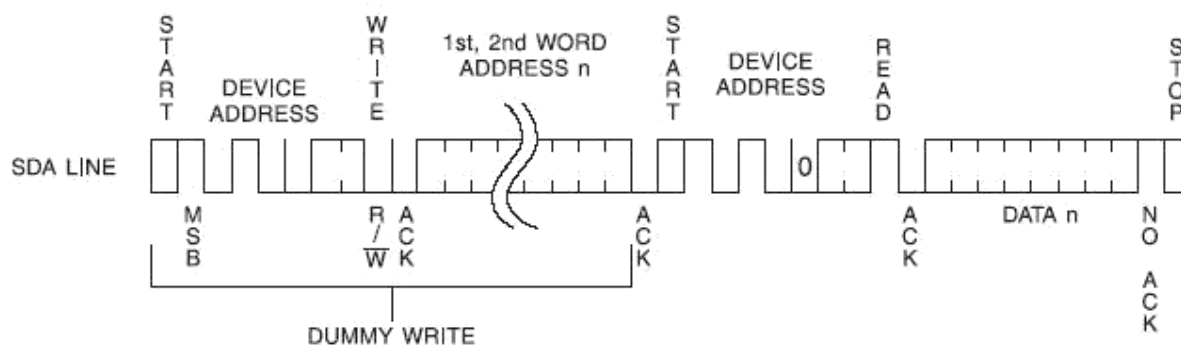 START
WRITE
1st, 2nd WORD
ADDRESS n
START
READ
STOP
DEVICE
ADDRESS
DEVICE
ADDRESS
SDA LINE
0
MSB
R/W
ACK
ACK
ACK
DATA n
NO ACK
DUMMY WRITE